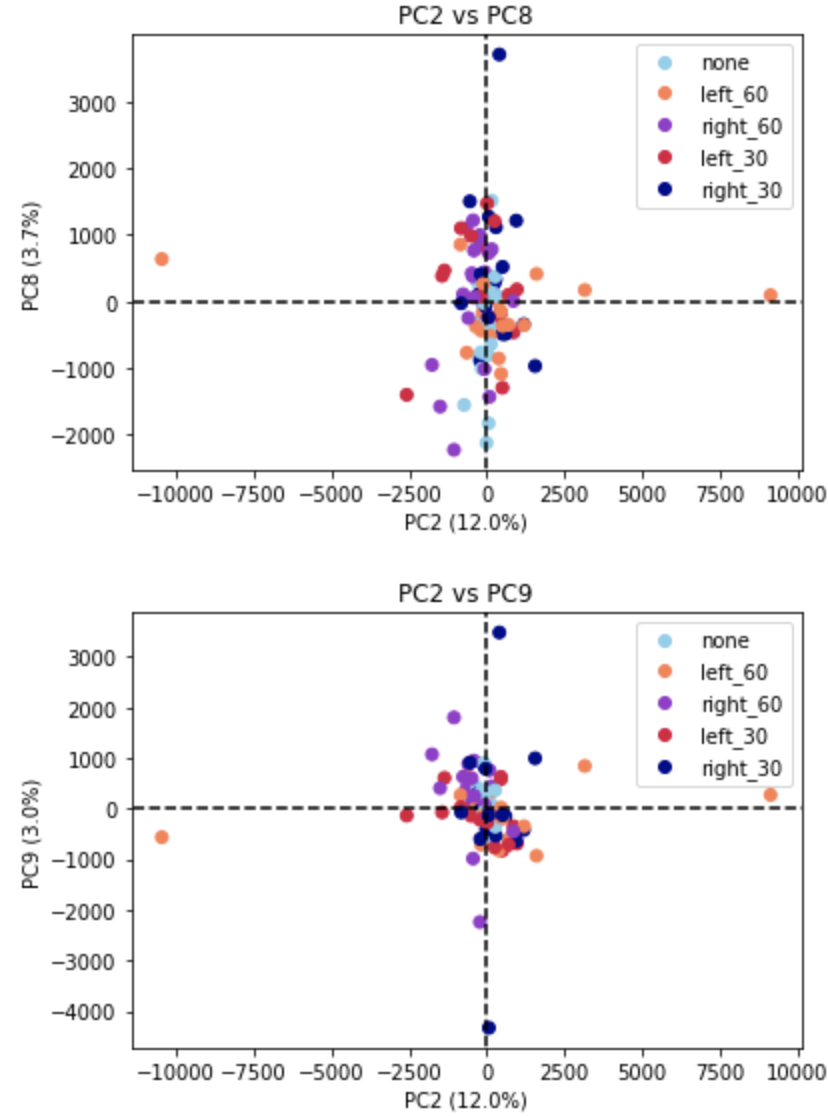 PC2 vs PC8
3000
2000
1000
0
−1000
−2000
PC8 (3.7%)
none
left_60
right_60
left_30
right_30
−10000 −7500 −5000 −2500 0 2500 5000 7500 10000
PC2 (12.0%)
PC2 vs PC9
3000
2000
1000
0
−1000
−2000
−3000
−4000
PC9 (3.0%)
none
left_60
right_60
left_30
right_30
−10000 −7500 −5000 −2500 0 2500 5000 7500 10000
PC2 (12.0%)